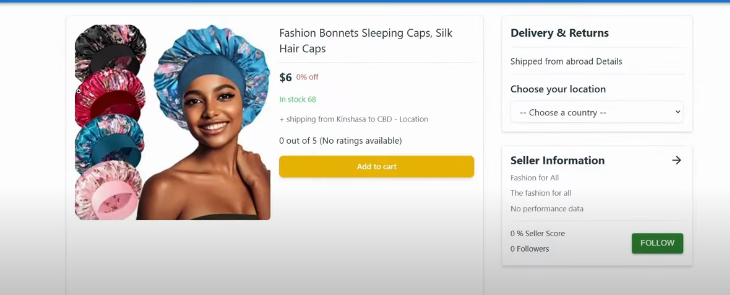 Fashion Bonnets Sleeping Caps, Silk
Hair Caps
$6 0% off
In stock 68
+ shipping from Kinshasa to CBD - Location
0 out of 5 (No ratings available)
Add to cart
Delivery & Returns
Shipped from abroad Details
Choose your location
-- Choose a country --
Seller Information
Fashion for All
The fashion for all
No performance data
0 % Seller Score
0 Followers
FOLLOW